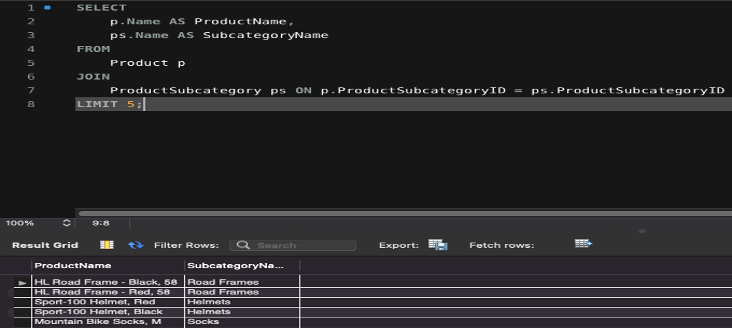 1 SELECT
2 p.Name AS ProductName,
3 ps.Name AS SubcategoryName
4 FROM
5 Product p
6 JOIN
7 ProductSubcategory ps ON p.ProductSubcategoryID = ps.ProductSubcategoryID
8 LIMIT 5;
100% 9:8
Result Grid Filter Rows: Search Export: Fetch rows:
ProductName SubcategoryNa...
HL Road Frame - Black, 58 Road Frames
HL Road Frame - Red, 58 Road Frames
Sport-100 Helmet, Red Helmets
Sport-100 Helmet, Black Helmets
Mountain Bike Socks, M Socks